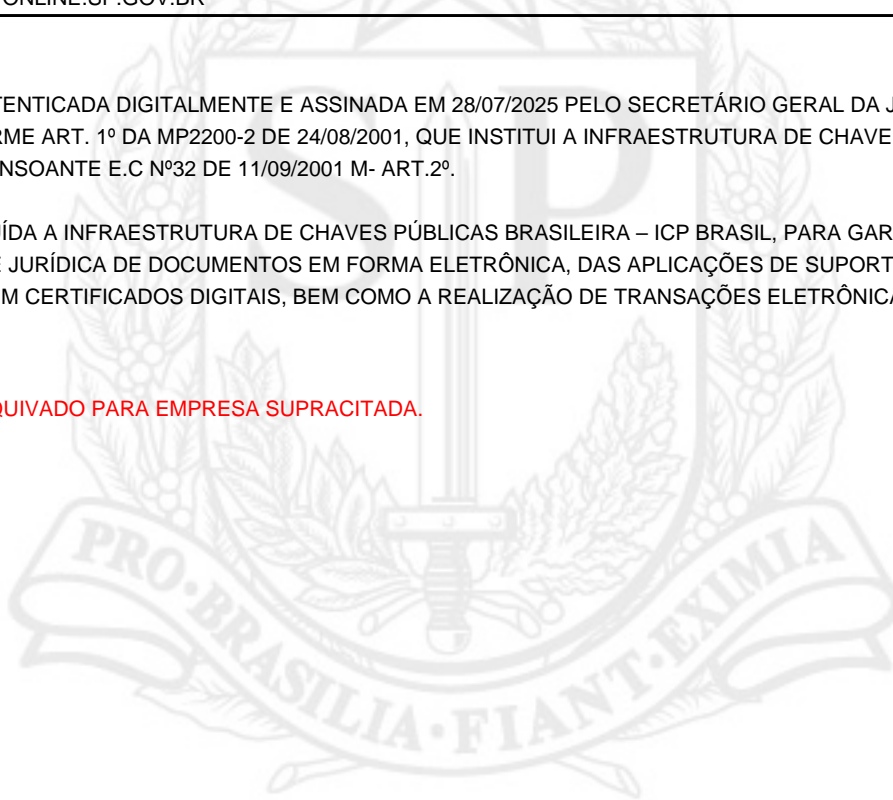 ONLINE.SP.GOV.BR
TENTICADA DIGITALMENTE E ASSINADA EM 28/07/2025 PELO SECRETÁRIO GERAL DA J
RME ART. 1º DA MP2200-2 DE 24/08/2001, QUE INSTITUI A INFRAESTRUTURA DE CHAVE
NSOANTE E.C Nº32 DE 11/09/2001 M- ART.2º.
ÍDA A INFRAESTRUTURA DE CHAVES PÚBLICAS BRASILEIRA – ICP BRASIL, PARA GAR
E JURÍDICA DE DOCUMENTOS EM FORMA ELETRÔNICA, DAS APLICAÇÕES DE SUPORT
M CERTIFICADOS DIGITAIS, BEM COMO A REALIZAÇÃO DE TRANSAÇÕES ELETRÔNICA
QUIVADO PARA EMPRESA SUPRACITADA.
SP
PRO·BRASILIA·FIANT·EXIMIA